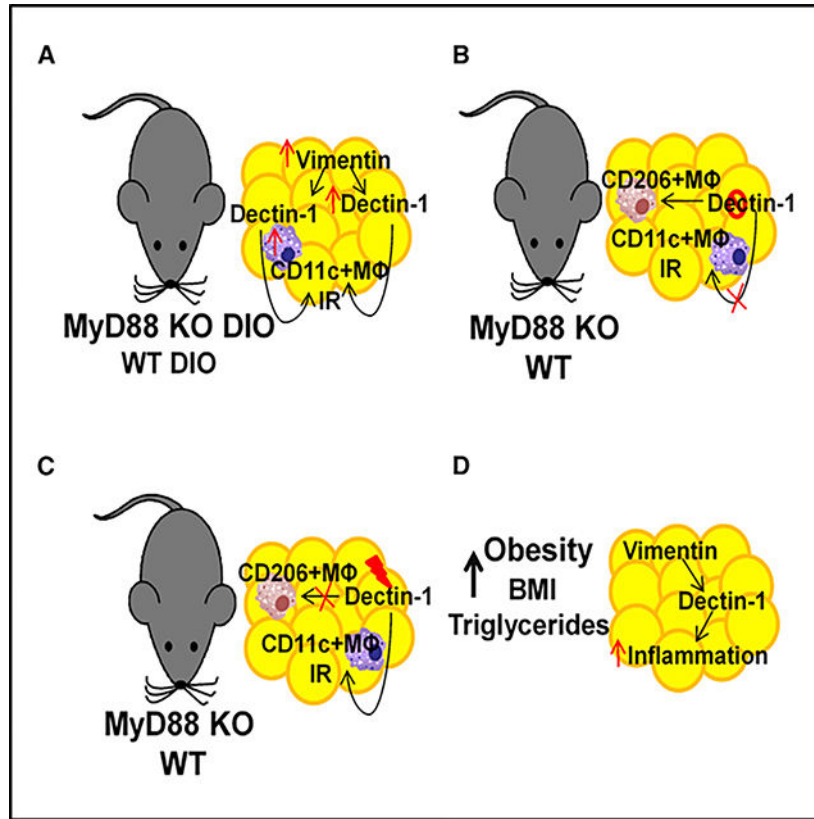 A
Vimentin
Dectin-1
Dectin-1
CD11c+MΦ
IR
MyD88 KO DIO
WT DIO
B
CD206+MΦ
Dectin-1
CD11c+MΦ
IR
MyD88 KO
WT
C
CD206+MΦ
Dectin-1
CD11c+MΦ
IR
MyD88 KO
WT
D
Obesity
BMI
Triglycerides
Vimentin
Dectin-1
Inflammation